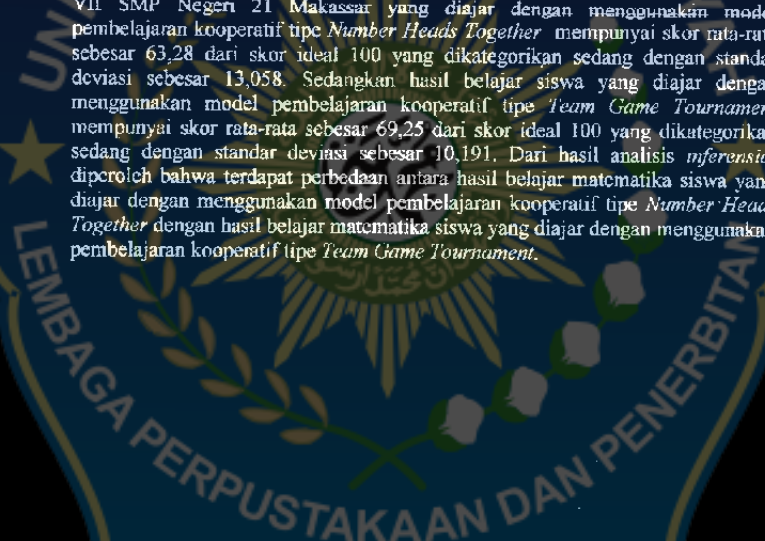 VII SMP Negeri 21 Makassar yang diajar dengan menggunakan mode
pembelajaran kooperatif tipe Number Heads Together mempunyai skor rata-rat
sebesar 63,28 dari skor ideal 100 yang dikategorikan sedang dengan standa
deviasi sebesar 13,058. Sedangkan hasil belajar siswa yang diajar denga
menggunakan model pembelajaran kooperatif tipe Team Game Tournamen
mempunyai skor rata-rata sebesar 69,25 dari skor ideal 100 yang dikategorika
sedang dengan standar deviasi sebesar 10,191. Dari hasil analisis inferensia
diperoleh bahwa terdapat perbedaan antara hasil belajar matematika siswa yan
diajar dengan menggunakan model pembelajaran kooperatif tipe Number Head
Together dengan hasil belajar matematika siswa yang diajar dengan menggunaka
pembelajaran kooperatif tipe Team Game Tournament.
LEMBAGA PERPUSTAKAAN DAN PENERBITAN